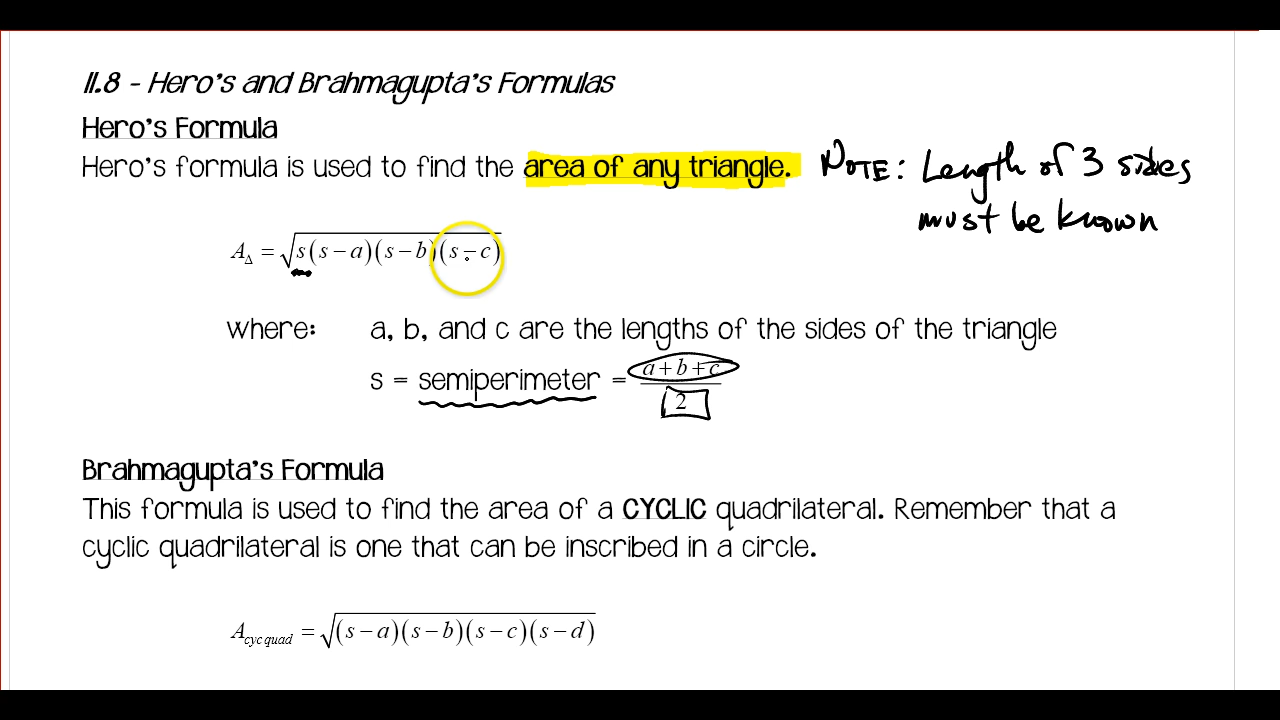 11.8 - Hero's and Brahmagupta's Formulas
Hero's Formula
Hero's formula is used to find the area of any triangle. NOTE: Length of 3 sides
must be known
A△ = √s(s−a)(s−b)(s−c)
where: a, b, and c are the lengths of the sides of the triangle
s = semiperimeter = a+b+c
2
Brahmagupta's Formula
This formula is used to find the area of a CYCLIC quadrilateral. Remember that a
cyclic quadrilateral is one that can be inscribed in a circle.
A cyc quad = √(s−a)(s−b)(s−c)(s−d)